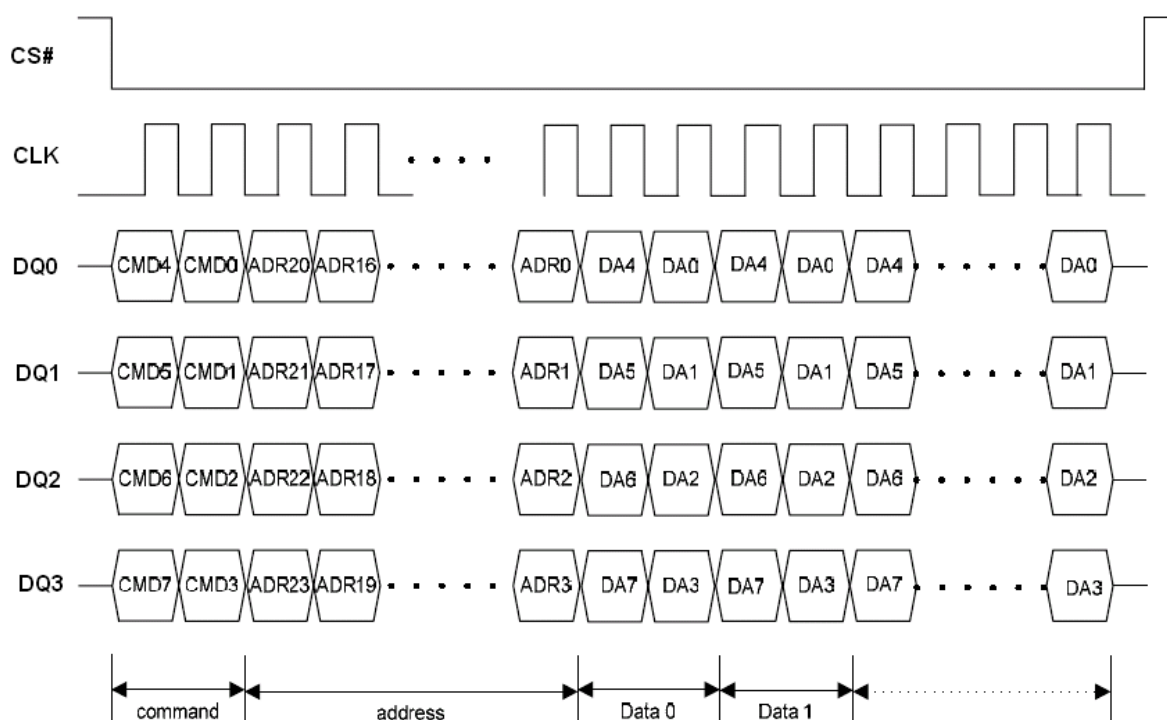 CS#
CLK
DQ0 CMD4 CMD0 ADR20 ADR16 ADR0 DA4 DA0 DA4 DA0 DA4 DA0
DQ1 CMD5 CMD1 ADR21 ADR17 ADR1 DA5 DA1 DA5 DA1 DA5 DA1
DQ2 CMD6 CMD2 ADR22 ADR18 ADR2 DA6 DA2 DA6 DA2 DA6 DA2
DQ3 CMD7 CMD3 ADR23 ADR19 ADR3 DA7 DA3 DA7 DA3 DA7 DA3
command address Data 0 Data 1